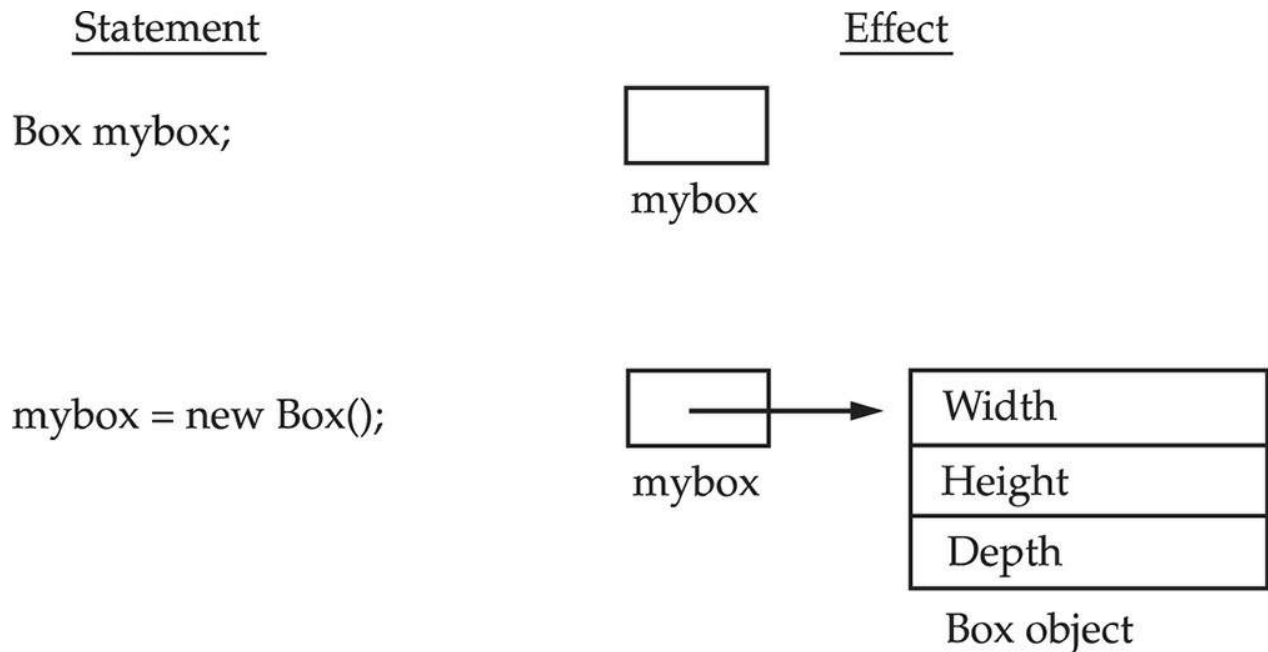 Statement Effect
Box mybox;
mybox
mybox = new Box();
mybox
Width
Height
Depth
Box object